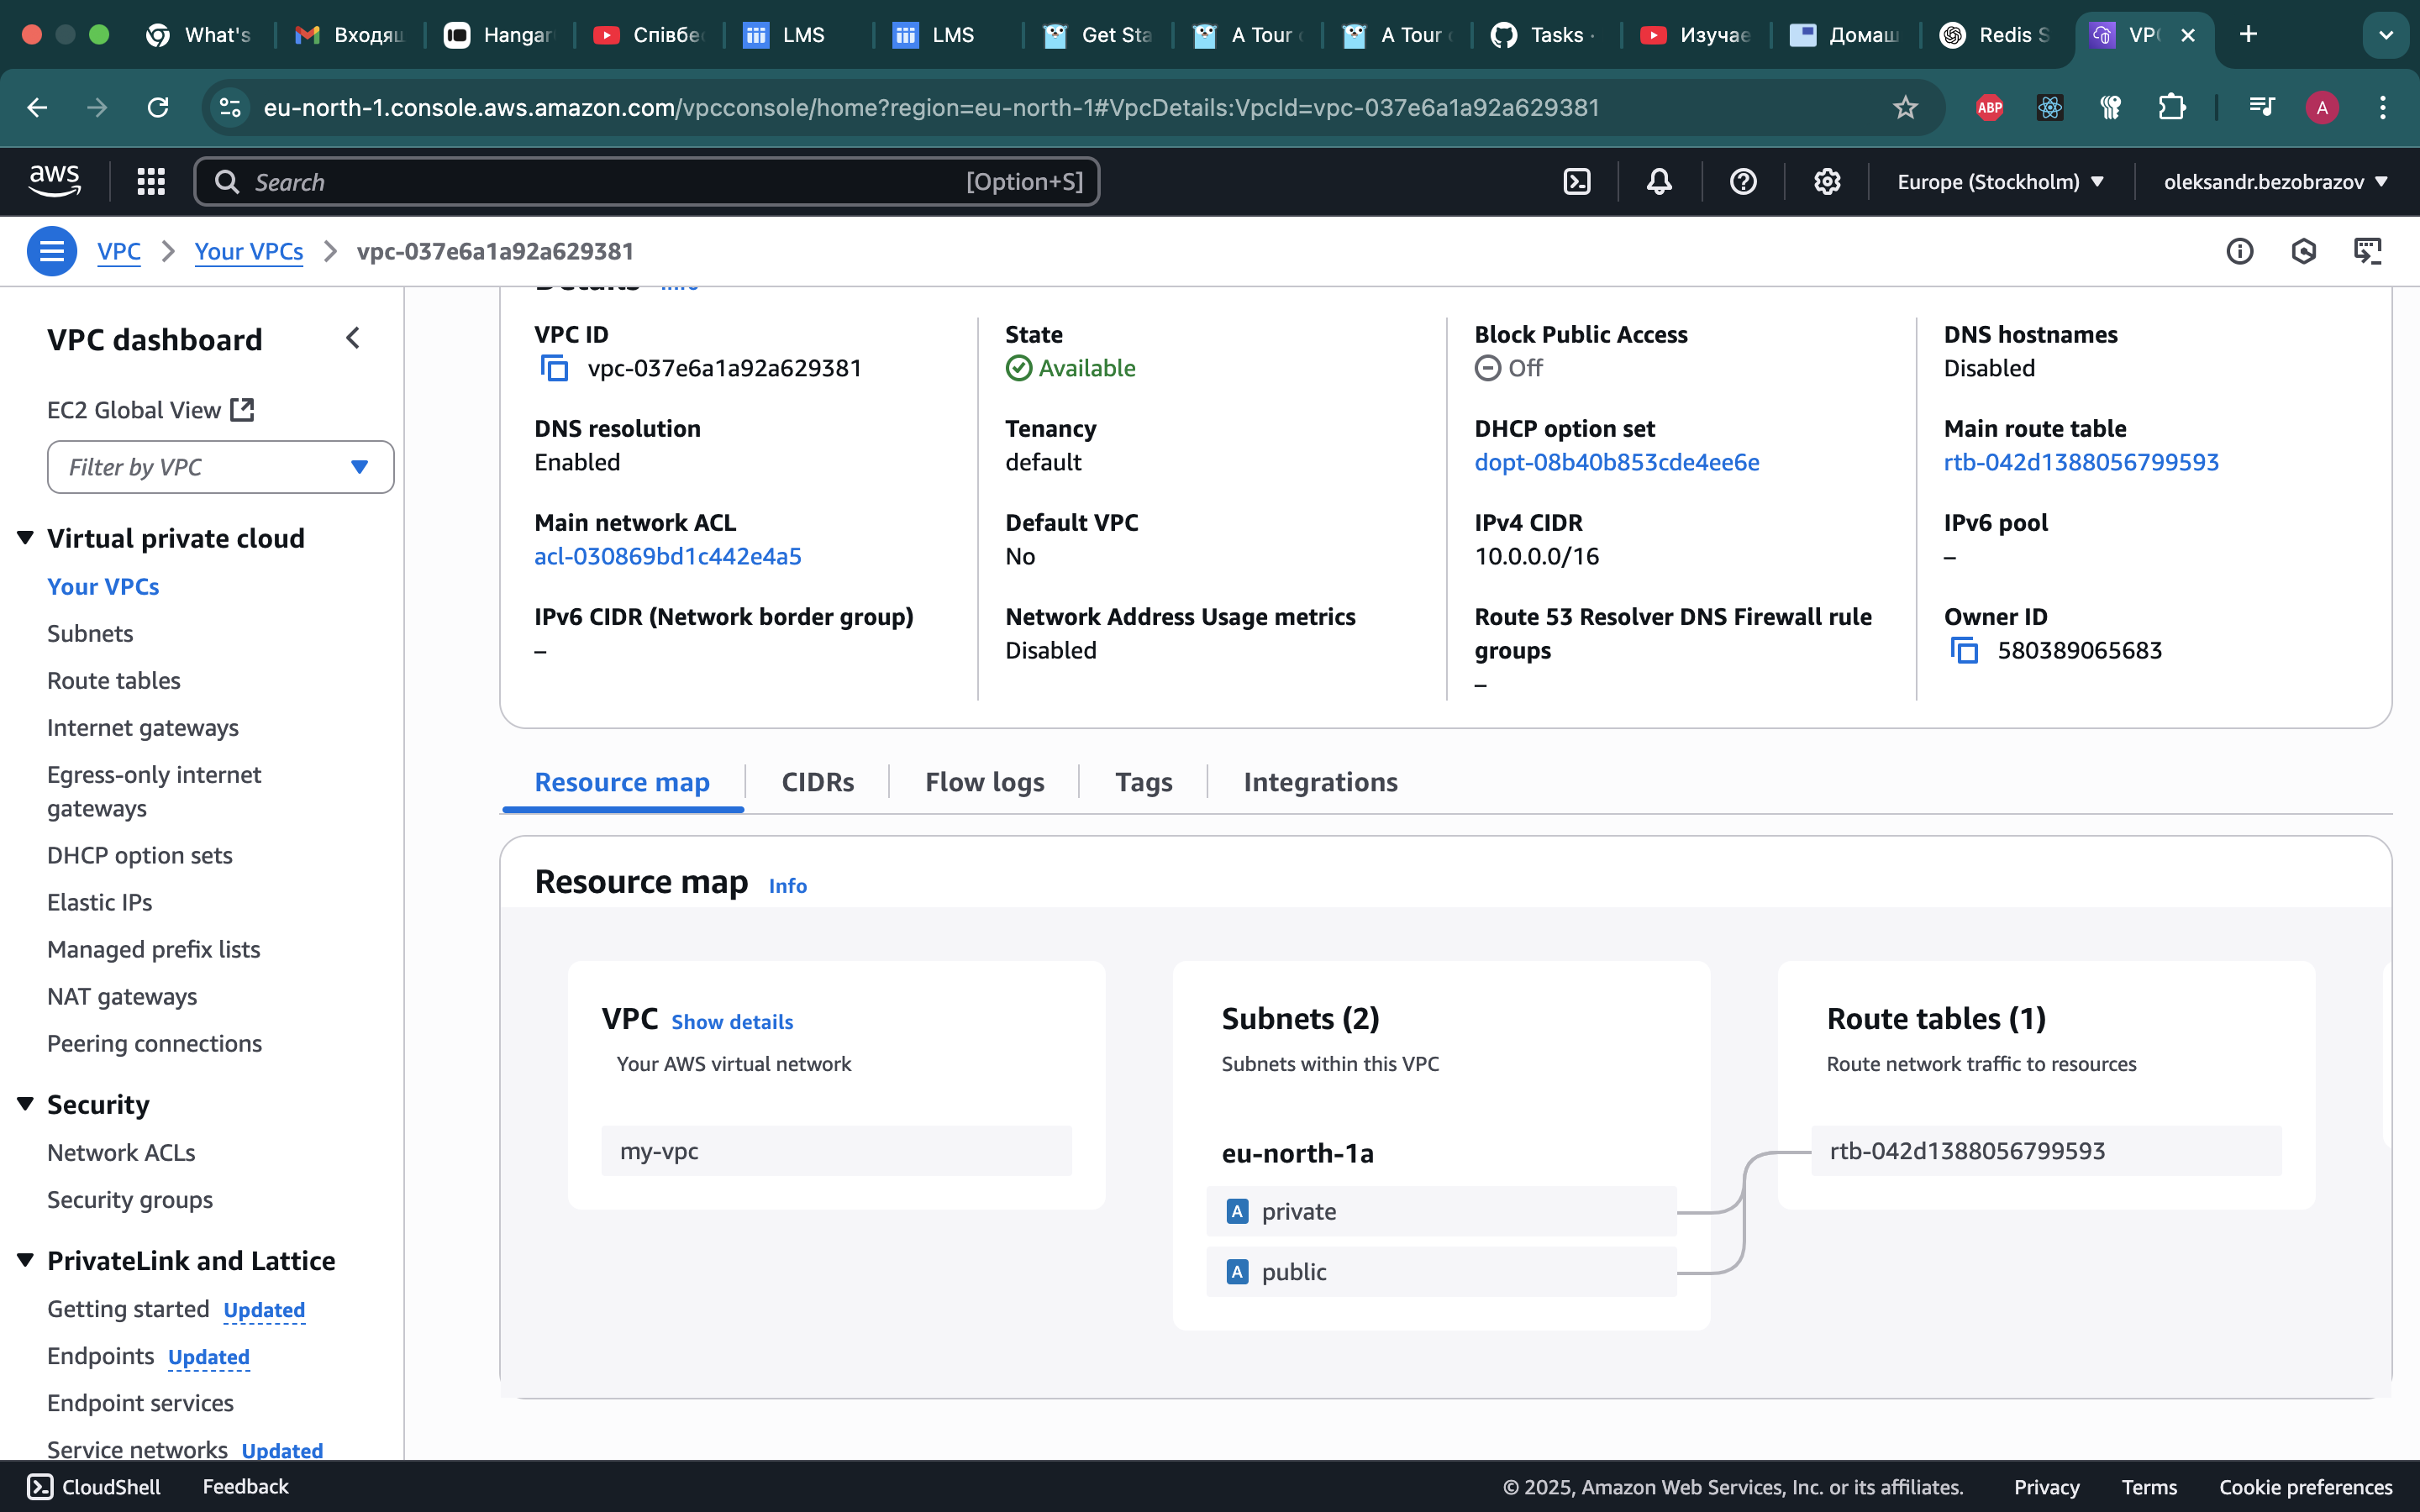 What's
Входящ
Hangar
Співбе
LMS
LMS
Get Sta
A Tour
A Tour
Tasks ·
Изучае
Домаш
Redis S
VP
eu-north-1.console.aws.amazon.com/vpcconsole/home?region=eu-north-1#VpcDetails:VpcId=vpc-037e6a1a92a629381
ABP
A
aws
Search
[Option+S]
Europe (Stockholm)
oleksandr.bezobrazov
VPC
Your VPCs
vpc-037e6a1a92a629381
VPC dashboard
EC2 Global View
Filter by VPC
Virtual private cloud
Your VPCs
Subnets
Route tables
Internet gateways
Egress-only internet
gateways
DHCP option sets
Elastic IPs
Managed prefix lists
NAT gateways
Peering connections
Security
Network ACLs
Security groups
PrivateLink and Lattice
Getting started Updated
Endpoints Updated
Endpoint services
Service networks Updated
Details Info
VPC ID
vpc-037e6a1a92a629381
State
Available
Block Public Access
Off
DNS hostnames
Disabled
DNS resolution
Enabled
Tenancy
default
DHCP option set
dopt-08b40b853cde4ee6e
Main route table
rtb-042d1388056799593
Main network ACL
acl-030869bd1c442e4a5
Default VPC
No
IPv4 CIDR
10.0.0.0/16
IPv6 pool
–
IPv6 CIDR (Network border group)
–
Network Address Usage metrics
Disabled
Route 53 Resolver DNS Firewall rule
groups
–
Owner ID
580389065683
Resource map
CIDRs
Flow logs
Tags
Integrations
Resource map Info
VPC Show details
Your AWS virtual network
my-vpc
Subnets (2)
Subnets within this VPC
eu-north-1a
A private
A public
Route tables (1)
Route network traffic to resources
rtb-042d1388056799593
CloudShell
Feedback
© 2025, Amazon Web Services, Inc. or its affiliates.
Privacy
Terms
Cookie preferences